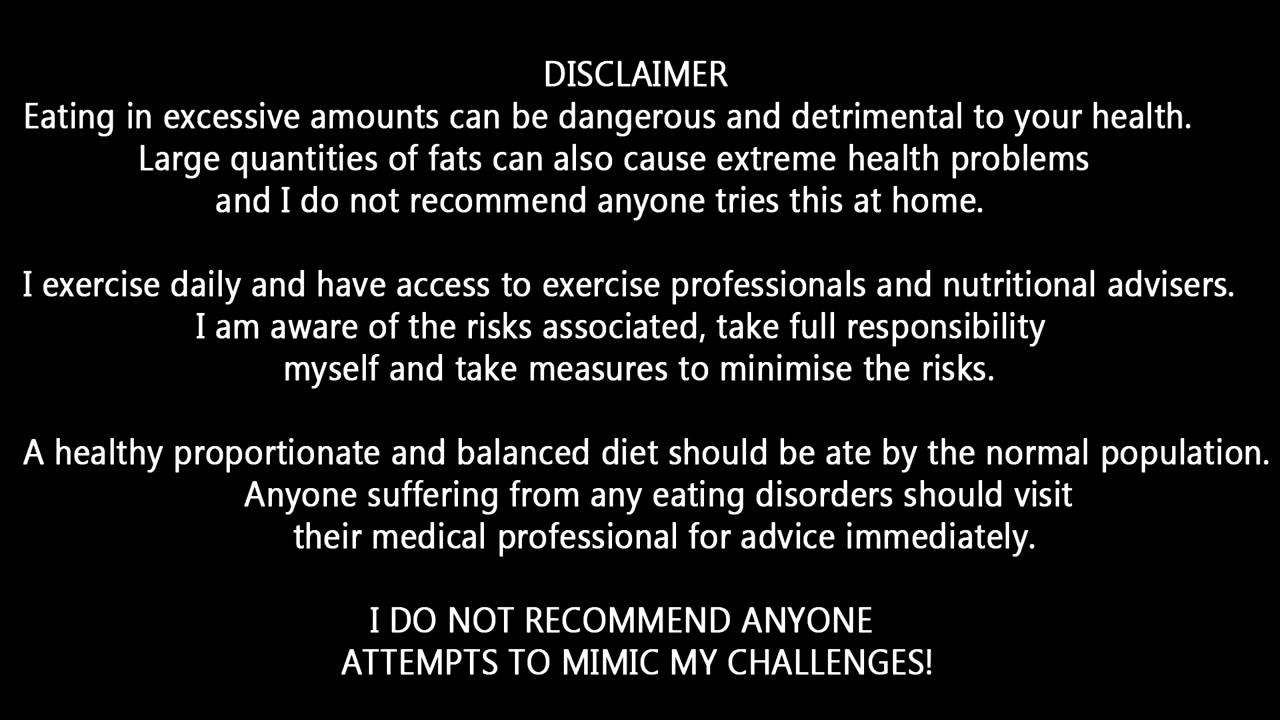 DISCLAIMER
Eating in excessive amounts can be dangerous and detrimental to your health.
Large quantities of fats can also cause extreme health problems
and I do not recommend anyone tries this at home.
I exercise daily and have access to exercise professionals and nutritional advisers.
I am aware of the risks associated, take full responsibility
myself and take measures to minimise the risks.
A healthy proportionate and balanced diet should be ate by the normal population.
Anyone suffering from any eating disorders should visit
their medical professional for advice immediately.
I DO NOT RECOMMEND ANYONE
ATTEMPTS TO MIMIC MY CHALLENGES!